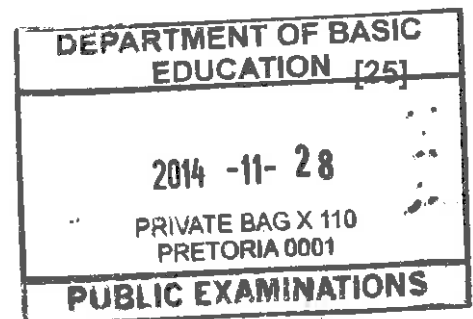 DEPARTMENT OF BASIC
EDUCATION [25]
2014 -11- 28
PRIVATE BAG X 110
PRETORIA 0001
PUBLIC EXAMINATIONS